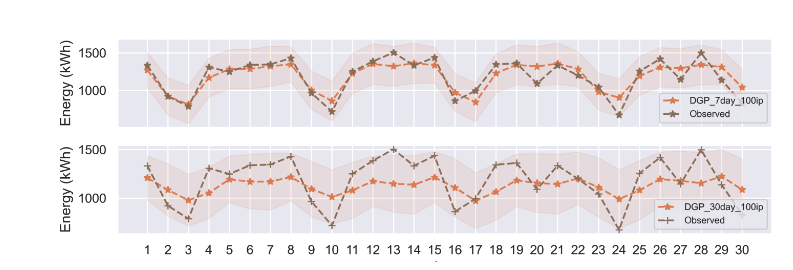 Energy (kWh)
1500
1000
DGP_7day_100ip
Observed
Energy (kWh)
1500
1000
DGP_30day_100ip
Observed
1 2 3 4 5 6 7 8 9 10 11 12 13 14 15 16 17 18 19 20 21 22 23 24 25 26 27 28 29 30